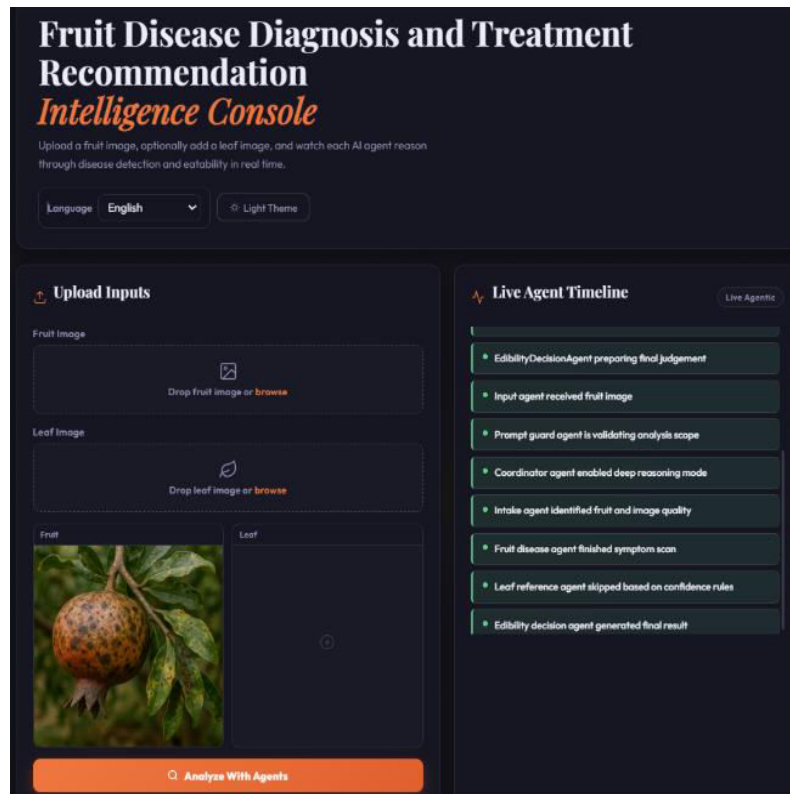 Fruit Disease Diagnosis and Treatment
Recommendation
Intelligence Console
Upload a fruit image, optionally add a leaf image, and watch each AI agent reason
through disease detection and eatability in real time.
Language English Light Theme
Upload Inputs
Fruit Image
Drop fruit image or browse
Leaf Image
Drop leaf image or browse
Fruit Leaf
Analyze With Agents
Live Agent Timeline
Live Agentic
EdibilityDecisionAgent preparing final judgement
Input agent received fruit image
Prompt guard agent is validating analysis scope
Coordinator agent enabled deep reasoning mode
Intake agent identified fruit and image quality
Fruit disease agent finished symptom scan
Leaf reference agent skipped based on confidence rules
Edibility decision agent generated final result